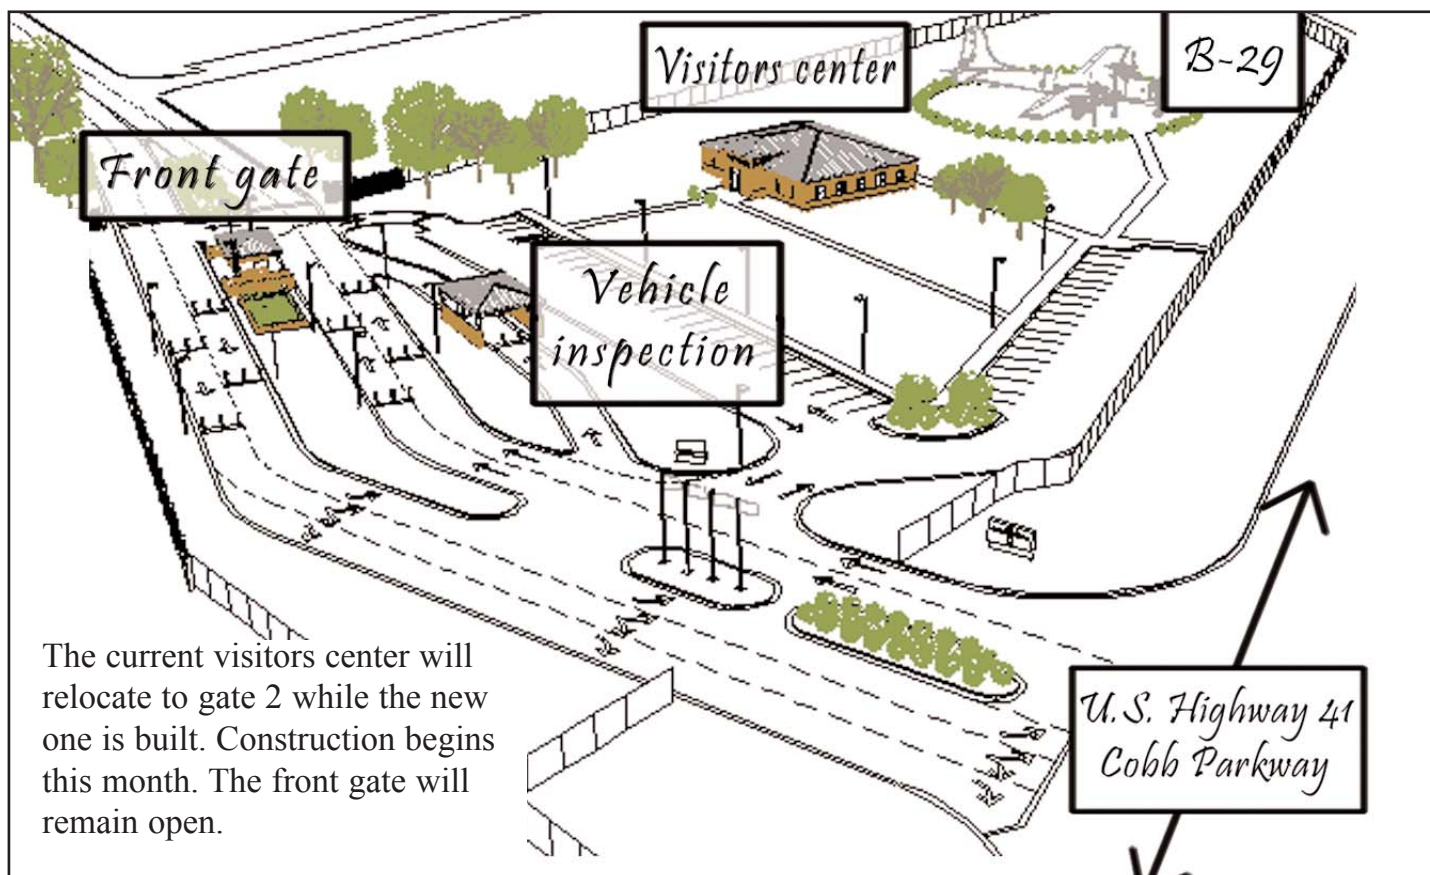 Visitors center
B-29
Front gate
Vehicle
inspection
The current visitors center will
relocate to gate 2 while the new
one is built. Construction begins
this month. The front gate will
remain open.
U.S. Highway 41
Cobb Parkway